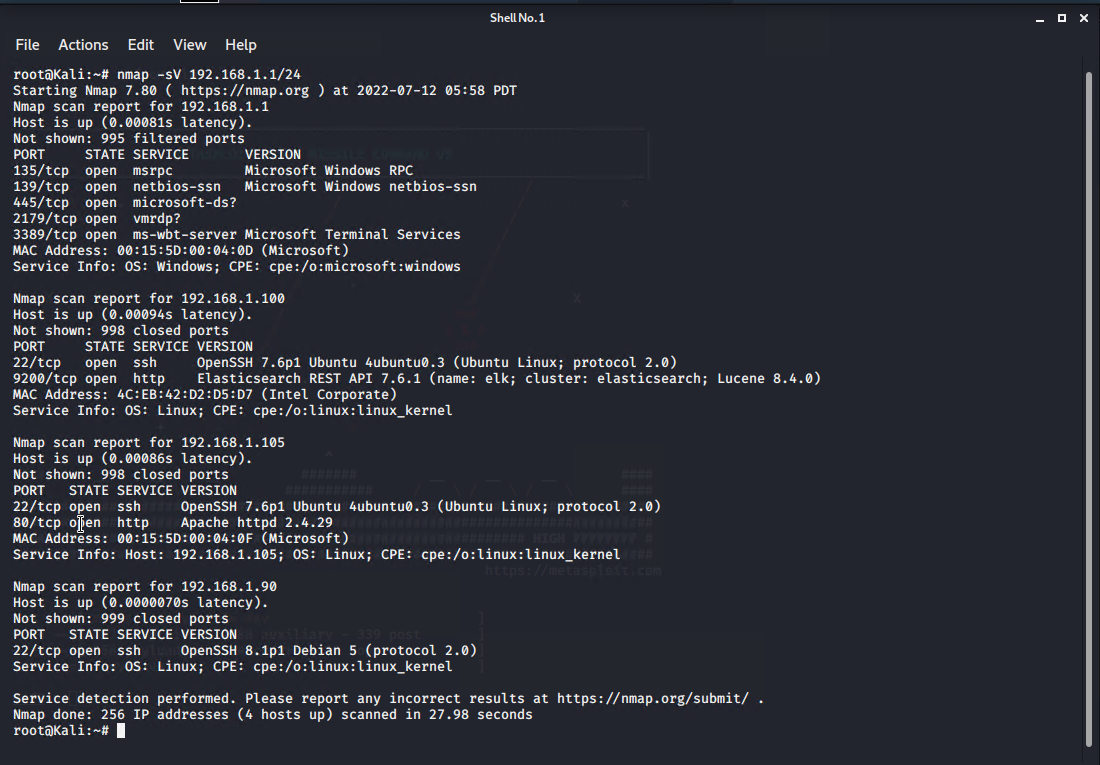 Shell No. 1
File Actions Edit View Help
root@Kali:~# nmap -sV 192.168.1.1/24
Starting Nmap 7.80 ( https://nmap.org ) at 2022-07-12 05:58 PDT
Nmap scan report for 192.168.1.1
Host is up (0.00081s latency).
Not shown: 995 filtered ports
PORT     STATE SERVICE       VERSION
135/tcp  open  msrpc         Microsoft Windows RPC
139/tcp  open  netbios-ssn   Microsoft Windows netbios-ssn
445/tcp  open  microsoft-ds?
2179/tcp open  vmrdp?
3389/tcp open  ms-wbt-server Microsoft Terminal Services
MAC Address: 00:15:5D:00:04:0D (Microsoft)
Service Info: OS: Windows; CPE: cpe:/o:microsoft:windows

Nmap scan report for 192.168.1.100
Host is up (0.00094s latency).
Not shown: 998 closed ports
PORT     STATE SERVICE VERSION
22/tcp   open  ssh     OpenSSH 7.6p1 Ubuntu 4ubuntu0.3 (Ubuntu Linux; protocol 2.0)
9200/tcp open  http    Elasticsearch REST API 7.6.1 (name: elk; cluster: elasticsearch; Lucene 8.4.0)
MAC Address: 4C:EB:42:D2:D5:D7 (Intel Corporate)
Service Info: OS: Linux; CPE: cpe:/o:linux:linux_kernel

Nmap scan report for 192.168.1.105
Host is up (0.00086s latency).
Not shown: 998 closed ports
PORT   STATE SERVICE VERSION
22/tcp open  ssh     OpenSSH 7.6p1 Ubuntu 4ubuntu0.3 (Ubuntu Linux; protocol 2.0)
80/tcp open  http    Apache httpd 2.4.29
MAC Address: 00:15:5D:00:04:0F (Microsoft)
Service Info: Host: 192.168.1.105; OS: Linux; CPE: cpe:/o:linux:linux_kernel
https://metasploit.com

Nmap scan report for 192.168.1.90
Host is up (0.0000070s latency).
Not shown: 999 closed ports
PORT   STATE SERVICE VERSION
22/tcp open  ssh     OpenSSH 8.1p1 Debian 5 (protocol 2.0)
Service Info: OS: Linux; CPE: cpe:/o:linux:linux_kernel

Service detection performed. Please report any incorrect results at https://nmap.org/submit/ .
Nmap done: 256 IP addresses (4 hosts up) scanned in 27.98 seconds
root@Kali:~#